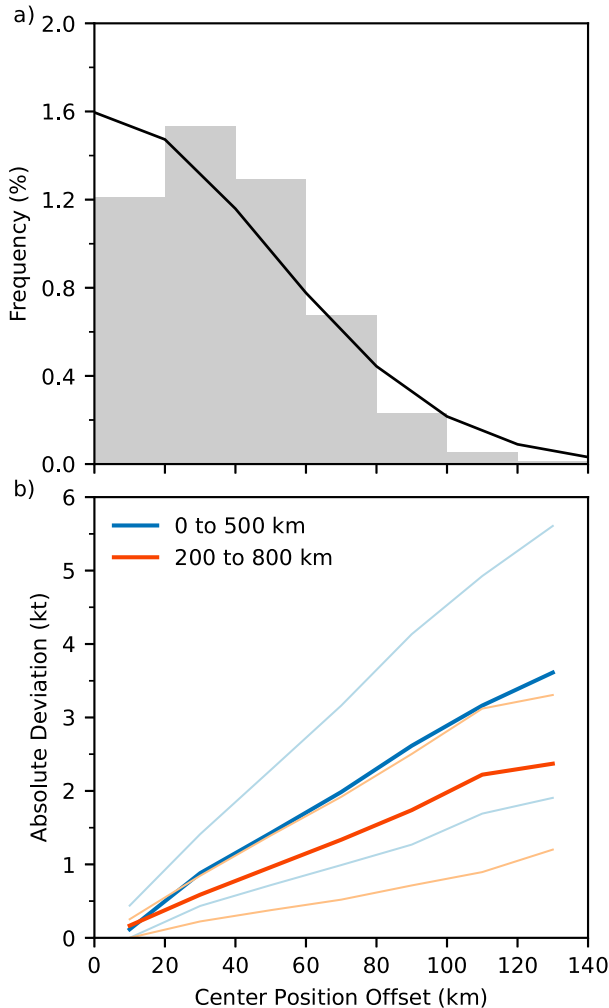 a)
2.0
1.6
1.2
0.8
0.4
0.0
Frequency (%)
b)
6
5
4
3
2
1
0
Absolute Deviation (kt)
0 to 500 km
200 to 800 km
0 20 40 60 80 100 120 140
Center Position Offset (km)